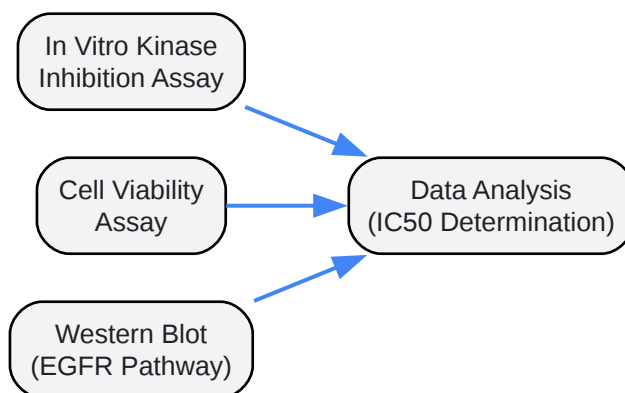 In Vitro Kinase
Inhibition Assay
Cell Viability
Assay
Data Analysis
(IC50 Determination)
Western Blot
(EGFR Pathway)